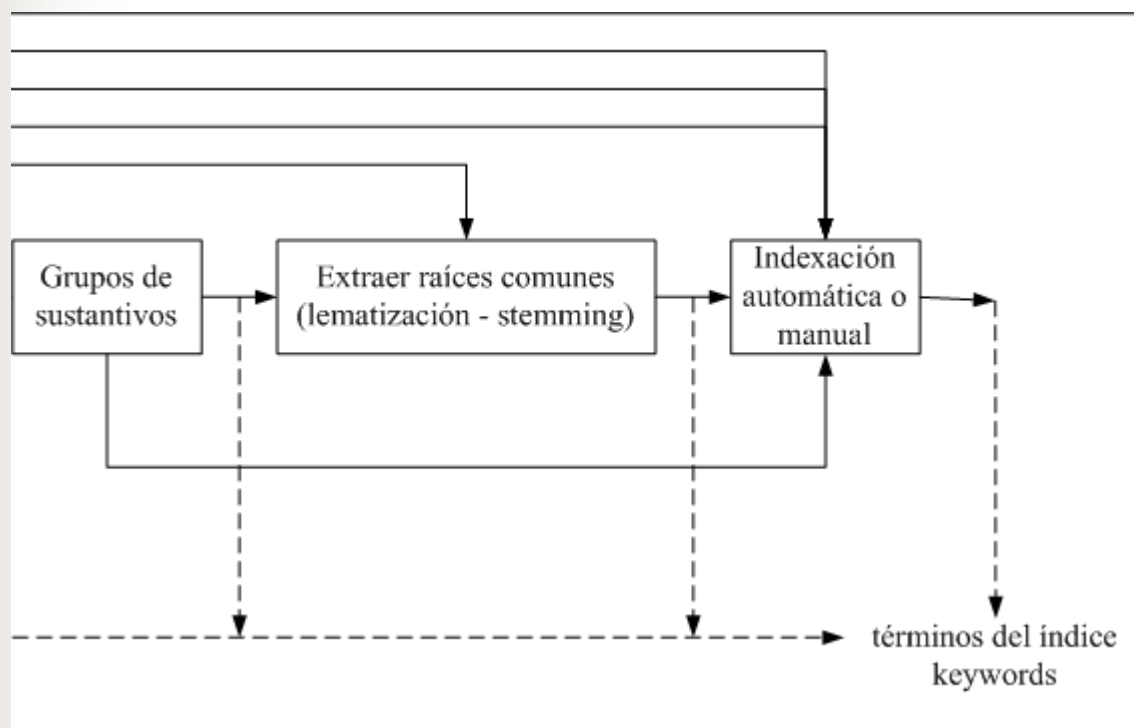 Grupos de
sustantivos
Extraer raíces comunes
(lematización - stemming)
Indexación
automática o
manual
términos del índice
keywords